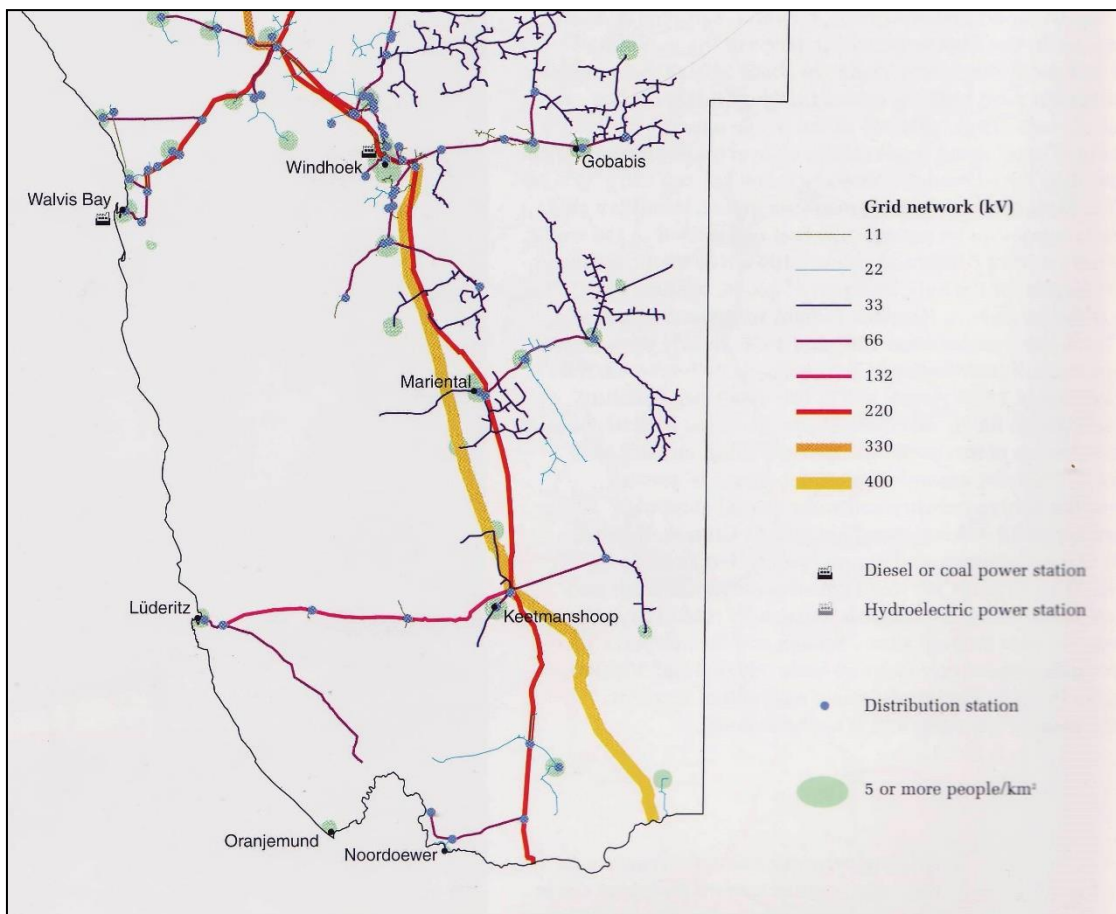 Windhoek
Gobabis
Walvis Bay
Mariental
Lüderitz
Keetmanshoop
Oranjemund
Noordoewer
Grid network (kV)
11
22
33
66
132
220
330
400
Diesel or coal power station
Hydroelectric power station
Distribution station
5 or more people/km²